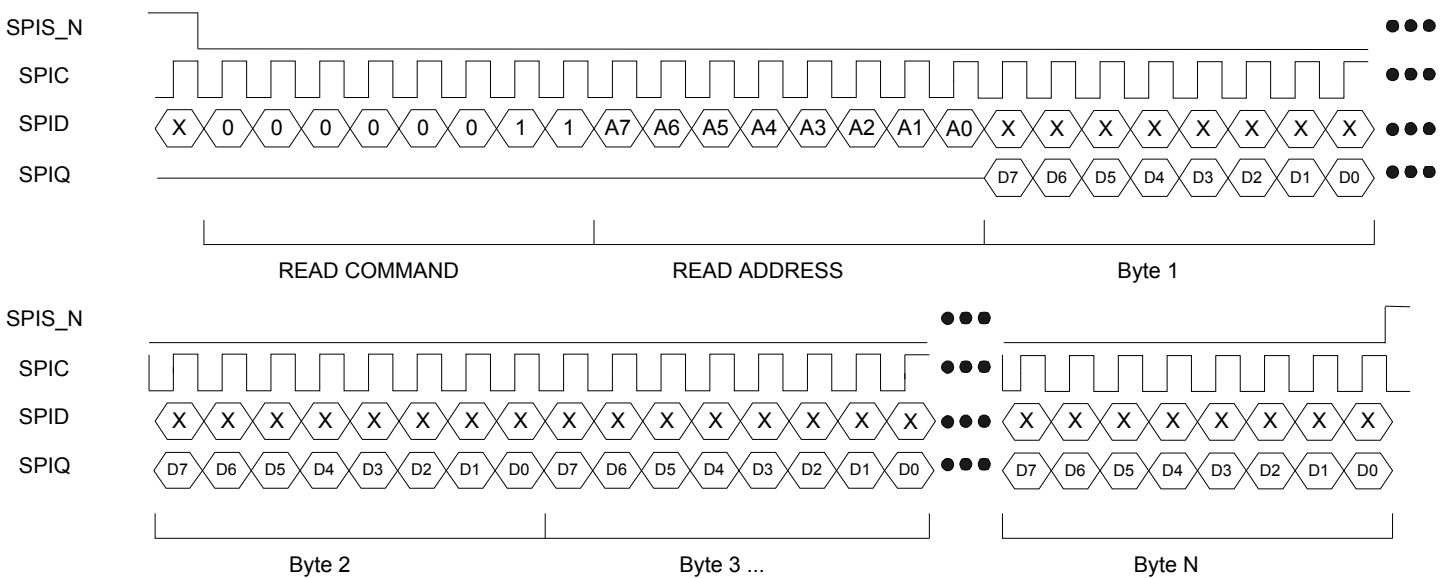 SPIS_N
SPIC
SPID X 0 0 0 0 0 0 1 1 A7 A6 A5 A4 A3 A2 A1 A0 X X X X X X X X
SPIQ D7 D6 D5 D4 D3 D2 D1 D0
READ COMMAND READ ADDRESS Byte 1
SPIS_N
SPIC
SPID X X X X X X X X X X X X X X X X X X X X X X X X
SPIQ D7 D6 D5 D4 D3 D2 D1 D0 D7 D6 D5 D4 D3 D2 D1 D0 D7 D6 D5 D4 D3 D2 D1 D0
Byte 2 Byte 3 ... Byte N